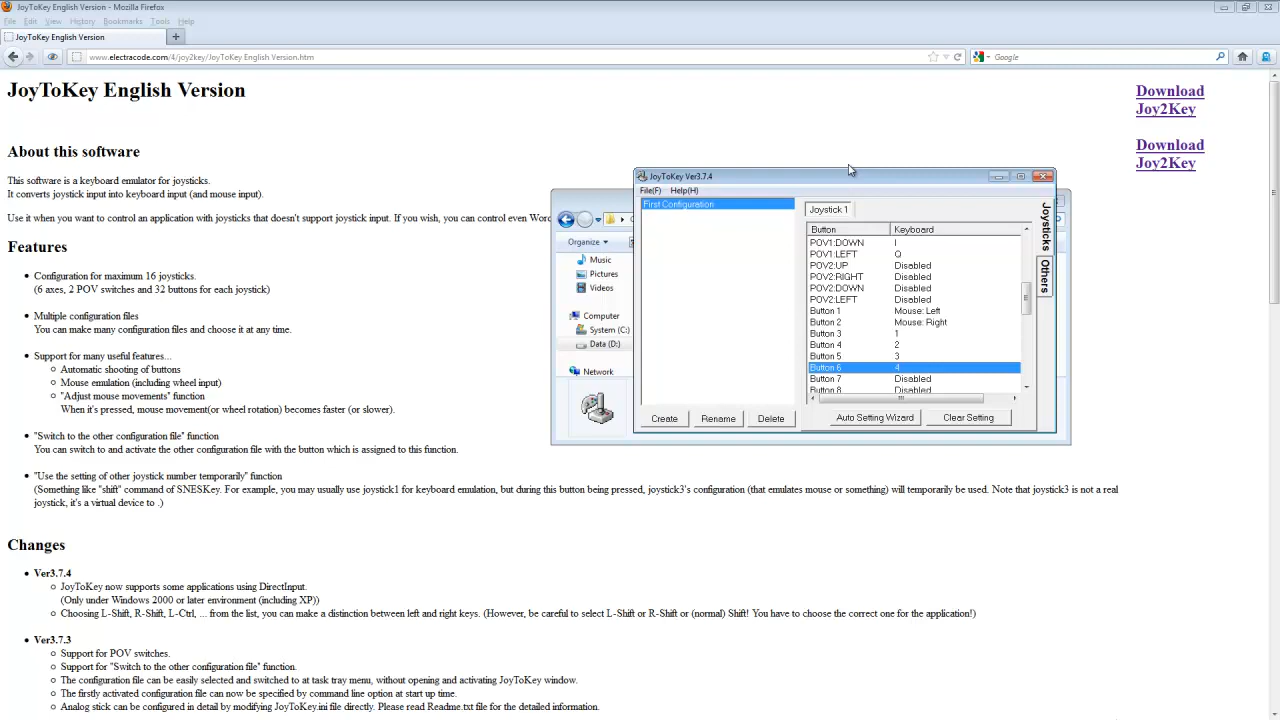 JoyToKey English Version - Mozilla Firefox
File Edit View History Bookmarks Tools Help
JoyToKey English Version
www.electracode.com/4/joy2key/JoyToKey English Version.htm
Google
JoyToKey English Version
Download
Joy2Key
Download
Joy2Key
About this software
This software is a keyboard emulator for joysticks.
It converts joystick input into keyboard input (and mouse input).
Use it when you want to control an application with joysticks that doesn't support joystick input. If you wish, you can control even Wor
Features
Configuration for maximum 16 joysticks.
(6 axes, 2 POV switches and 32 buttons for each joystick)
Multiple configuration files
You can make many configuration files and choose it at any time.
Support for many useful features...
Automatic shooting of buttons
Mouse emulation (including wheel input)
"Adjust mouse movements" function
When it's pressed, mouse movement(or wheel rotation) becomes faster (or slower).
"Switch to the other configuration file" function
You can switch to and activate the other configuration file with the button which is assigned to this function.
"Use the setting of other joystick number temporarily" function
(Something like "shift" command of SNESKey. For example, you may usually use joystick1 for keyboard emulation, but during this button being pressed, joystick3's configuration (that emulates mouse or something) will temporarily be used. Note that joystick3 is not a real
joystick, it's a virtual device to .)
Changes
Ver3.7.4
JoyToKey now supports some applications using DirectInput.
(Only under Windows 2000 or later environment (including XP))
Choosing L-Shift, R-Shift, L-Ctrl, ... from the list, you can make a distinction between left and right keys. (However, be careful to select L-Shift or R-Shift or (normal) Shift! You have to choose the correct one for the application!)
Ver3.7.3
Support for POV switches.
Support for "Switch to the other configuration file" function.
The configuration file can be easily selected and switched to at task tray menu, without opening and activating JoyToKey window.
The firstly activated configuration file can now be specified by command line option at start up time.
Analog stick can be configured in detail by modifying JoyToKey.ini file directly. Please read Readme.txt file for the detailed information.
Organize
Music
Pictures
Videos
Computer
System (C:)
Data (D:)
Network
JoyToKey Ver3.7.4
File(F) Help(H)
First Configuration
Create Rename Delete
Joystick 1
Button Keyboard
POV1:DOWN I
POV1:LEFT Q
POV2:UP Disabled
POV2:RIGHT Disabled
POV2:DOWN Disabled
POV2:LEFT Disabled
Button 1 Mouse: Left
Button 2 Mouse: Right
Button 3 1
Button 4 2
Button 5 3
Button 6 4
Button 7 Disabled
Button 8 Disabled
Auto Setting Wizard Clear Setting
Joysticks
Others